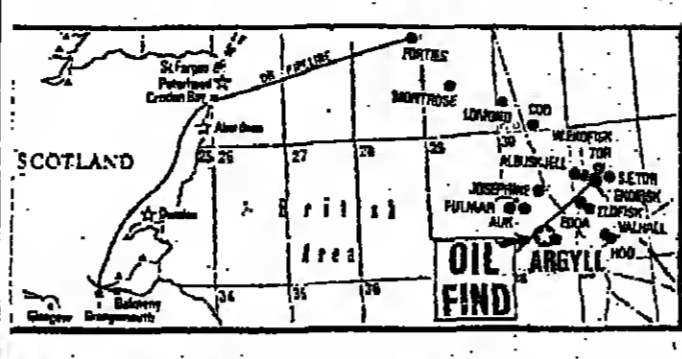 FORTIES
St. Fergus
Peterhead
Cruden Bay
OIL PIPELINE
MONTROSE
LOMOND
COD
Aberdeen
SCOTLAND
25 26
27
28
29
30
W.EKOFISK
TOR
ALBUSKJELL
S.E.TOR
EKOFISK
JOSEPHINE
FULMAR
AUK
EDDA
ELDFISK
VALHALL
HOD
Dundee
British
Area
OIL
FIND
ARGYLL
34
35
36
38
Glasgow
Grangemouth